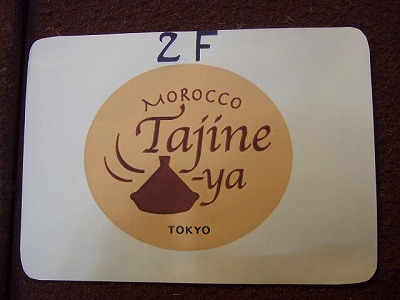 2F
MOROCCO
Tajine
-ya
TOKYO